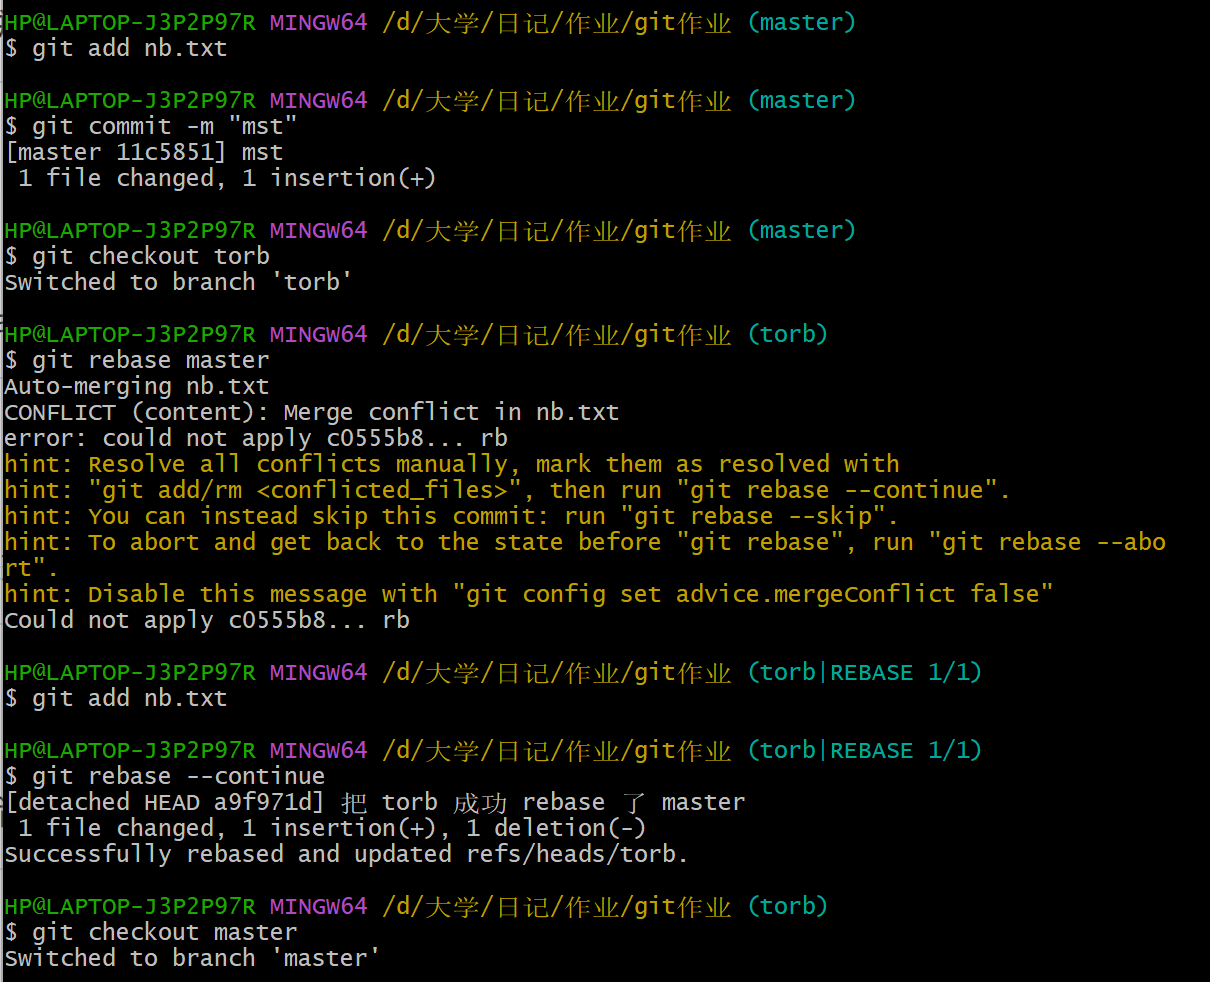 HP@LAPTOP-J3P2P97R MINGW64 /d/大学/日记/作业/git作业 (master)
$ git add nb.txt
HP@LAPTOP-J3P2P97R MINGW64 /d/大学/日记/作业/git作业 (master)
$ git commit -m "mst"
[master 11c5851] mst
 1 file changed, 1 insertion(+)
HP@LAPTOP-J3P2P97R MINGW64 /d/大学/日记/作业/git作业 (master)
$ git checkout torb
Switched to branch 'torb'
HP@LAPTOP-J3P2P97R MINGW64 /d/大学/日记/作业/git作业 (torb)
$ git rebase master
Auto-merging nb.txt
CONFLICT (content): Merge conflict in nb.txt
error: could not apply c0555b8... rb
hint: Resolve all conflicts manually, mark them as resolved with
hint: "git add/rm <conflicted_files>", then run "git rebase --continue".
hint: You can instead skip this commit: run "git rebase --skip".
hint: To abort and get back to the state before "git rebase", run "git rebase --abo
rt".
hint: Disable this message with "git config set advice.mergeConflict false"
Could not apply c0555b8... rb
HP@LAPTOP-J3P2P97R MINGW64 /d/大学/日记/作业/git作业 (torb|REBASE 1/1)
$ git add nb.txt
HP@LAPTOP-J3P2P97R MINGW64 /d/大学/日记/作业/git作业 (torb|REBASE 1/1)
$ git rebase --continue
[detached HEAD a9f971d] 把 torb 成功 rebase 了 master
 1 file changed, 1 insertion(+), 1 deletion(-)
Successfully rebased and updated refs/heads/torb.
HP@LAPTOP-J3P2P97R MINGW64 /d/大学/日记/作业/git作业 (torb)
$ git checkout master
Switched to branch 'master'